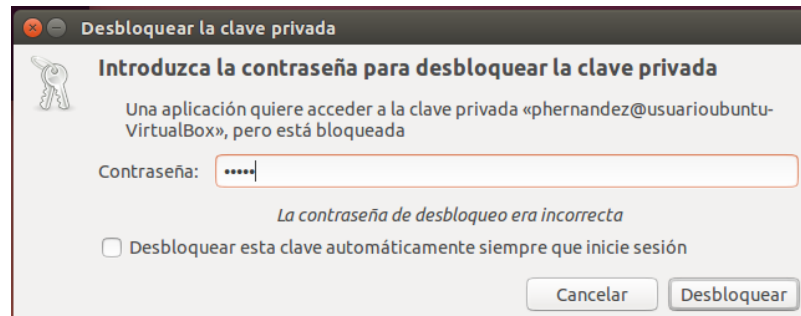 Desbloquear la clave privada
Introduzca la contraseña para desbloquear la clave privada
Una aplicación quiere acceder a la clave privada «phernandez@usuarioubuntu-
VirtualBox», pero está bloqueada
Contraseña: •••••
La contraseña de desbloqueo era incorrecta
Desbloquear esta clave automáticamente siempre que inicie sesión
Cancelar Desbloquear